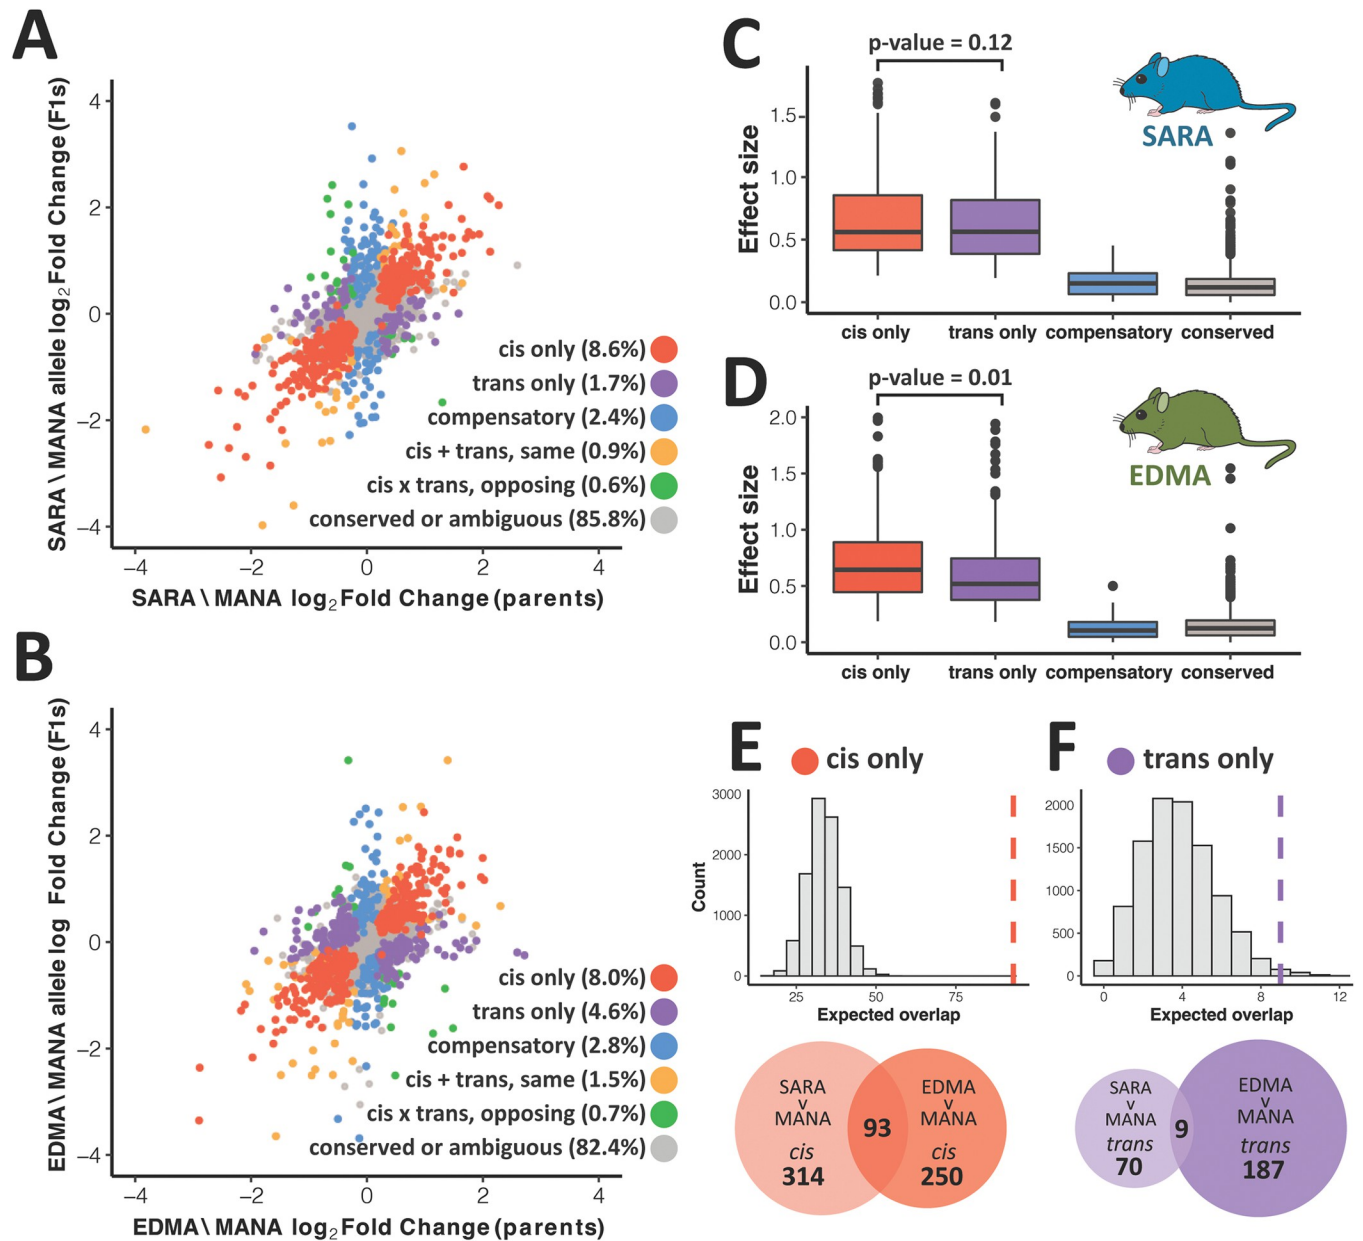 A
SARA \ MANA allele log2 Fold Change (F1s)
4
2
0
−2
−4
cis only (8.6%)
trans only (1.7%)
compensatory (2.4%)
cis + trans, same (0.9%)
cis x trans, opposing (0.6%)
conserved or ambiguous (85.8%)
−4 −2 0 2 4
SARA \ MANA log2 Fold Change (parents)
B
EDMA \ MANA allele log Fold Change (F1s)
4
2
0
−2
−4
cis only (8.0%)
trans only (4.6%)
compensatory (2.8%)
cis + trans, same (1.5%)
cis x trans, opposing (0.7%)
conserved or ambiguous (82.4%)
−4 −2 0 2 4
EDMA \ MANA log2 Fold Change (parents)
C
p-value = 0.12
SARA
Effect size
1.5
1.0
0.5
0.0
cis only trans only compensatory conserved
D
p-value = 0.01
EDMA
Effect size
2.0
1.5
1.0
0.5
0.0
cis only trans only compensatory conserved
E
cis only
Count
3000
2000
1000
0
25 50 75
Expected overlap
SARA
v
MANA
cis
314
93
EDMA
v
MANA
cis
250
F
trans only
2000
1500
1000
500
0
0 4 8 12
Expected overlap
SARA
v
MANA
trans
70
9
EDMA
v
MANA
trans
187